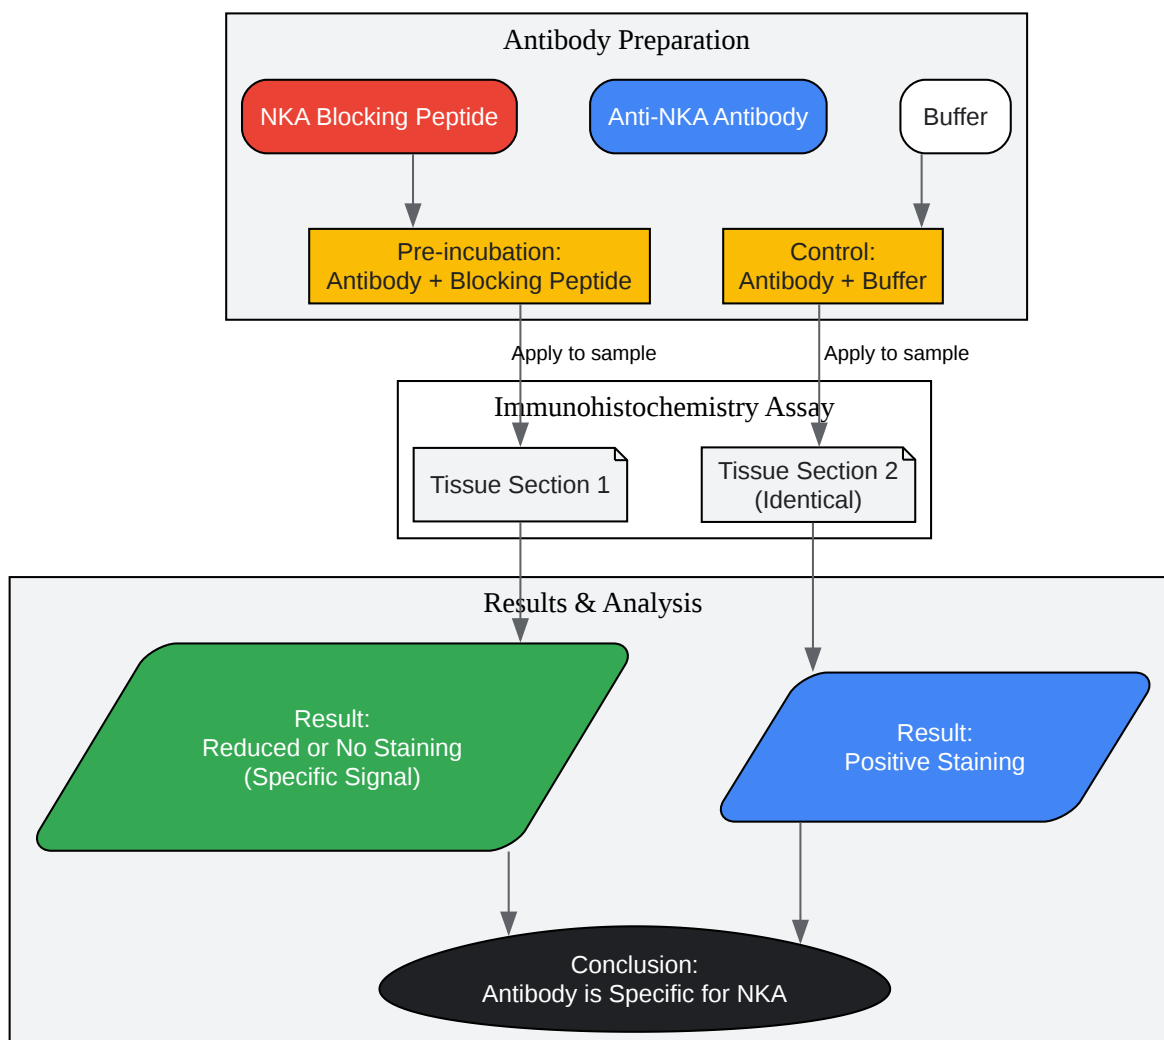 Antibody Preparation
NKA Blocking Peptide
Anti-NKA Antibody
Buffer
Pre-incubation:
Antibody + Blocking Peptide
Control:
Antibody + Buffer
Apply to sample
Apply to sample
Immunohistochemistry Assay
Tissue Section 1
Tissue Section 2
(Identical)
Results & Analysis
Result:
Reduced or No Staining
(Specific Signal)
Result:
Positive Staining
Conclusion:
Antibody is Specific for NKA